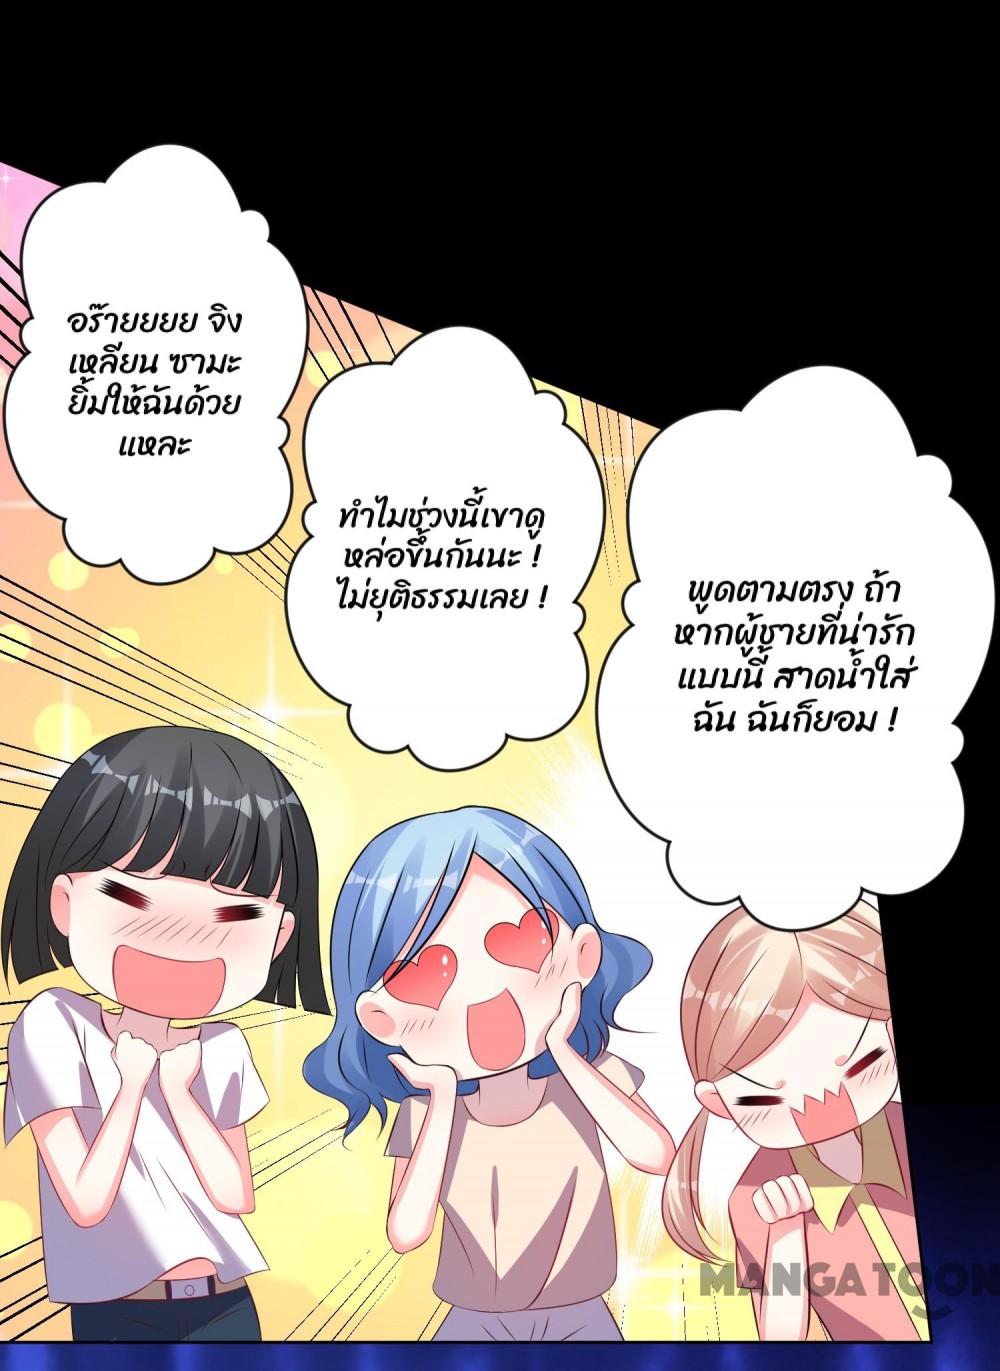 อร๊ายยยย จิง
เหลียน ซามะ
ยิ้มให้ฉันด้วย
แหละ
ทำไมช่วงนี้เขาดู
หล่อขึ้นกันนะ !
ไม่ยุติธรรมเลย !
พูดตามตรง ถ้า
หากผู้ชายที่น่ารัก
แบบนี้ สาดน้ำใส่
ฉัน ฉันก็ยอม !
MANGATOON